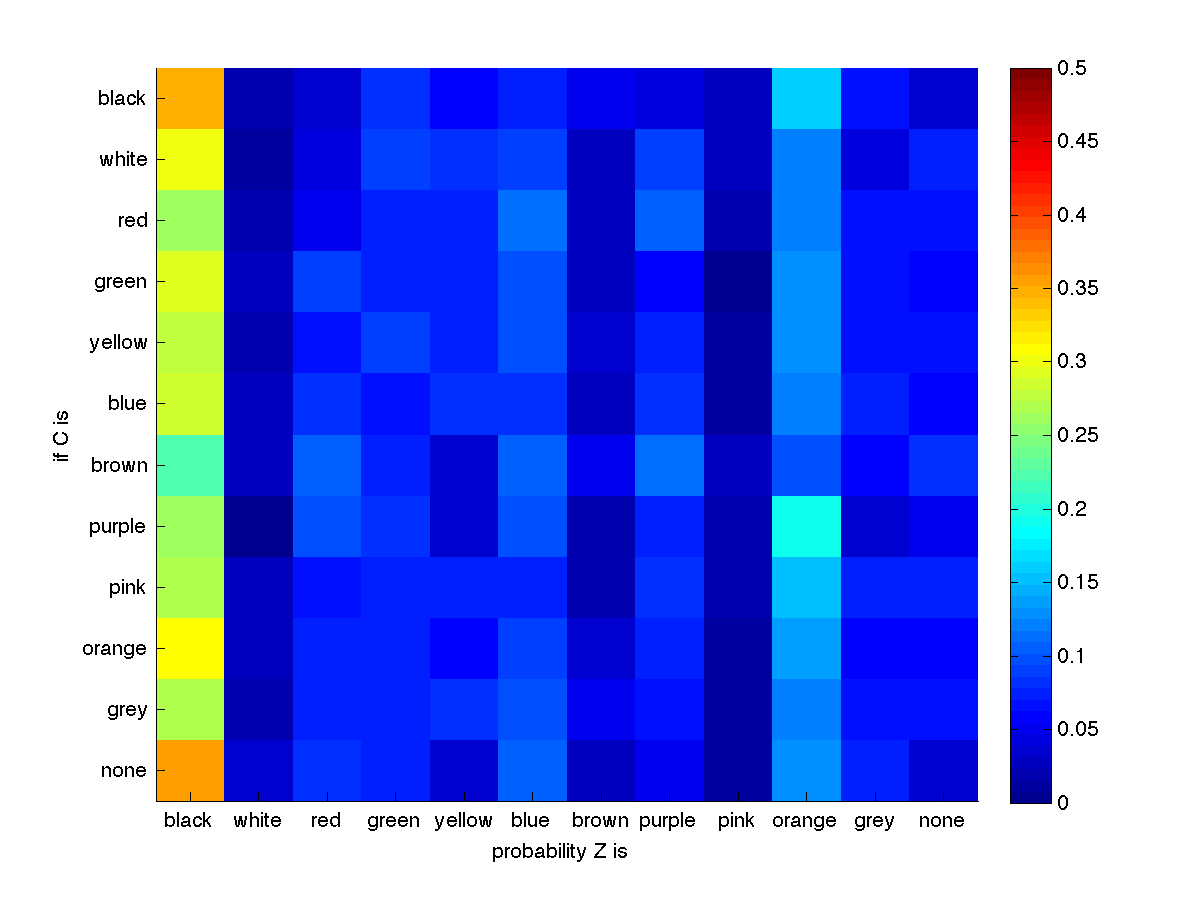 black
white
red
green
yellow
blue
brown
purple
pink
orange
grey
none
if C is
black white red green yellow blue brown purple pink orange grey none
probability Z is
0.5
0.45
0.4
0.35
0.3
0.25
0.2
0.15
0.1
0.05
0